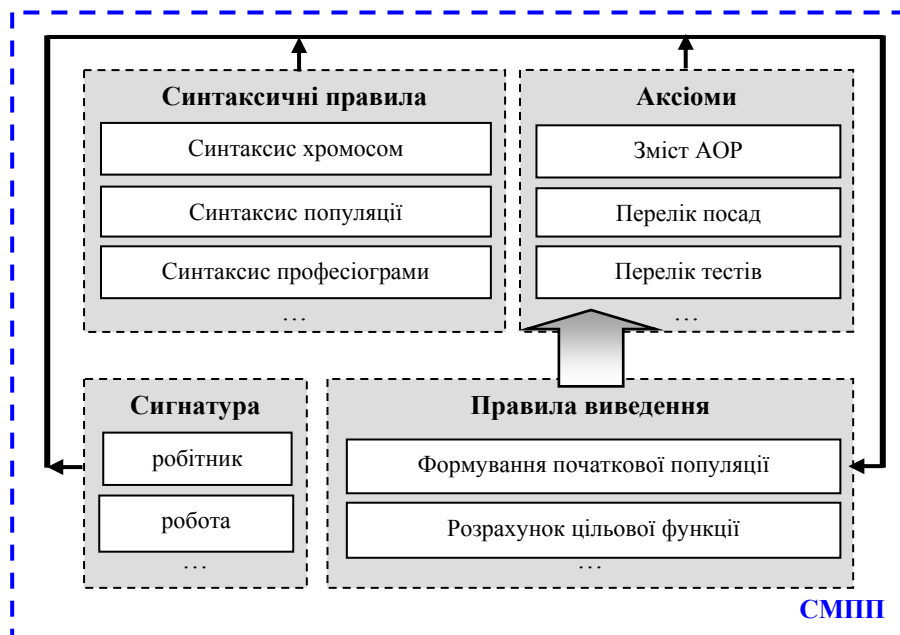 Синтаксичні правила
Синтаксис хромосом
Синтаксис популяції
Синтаксис професіограми
…
Аксіоми
Зміст АОР
Перелік посад
Перелік тестів
…
Сигнатура
робітник
робота
…
Правила виведення
Формування початкової популяції
Розрахунок цільової функції
…
СМПП